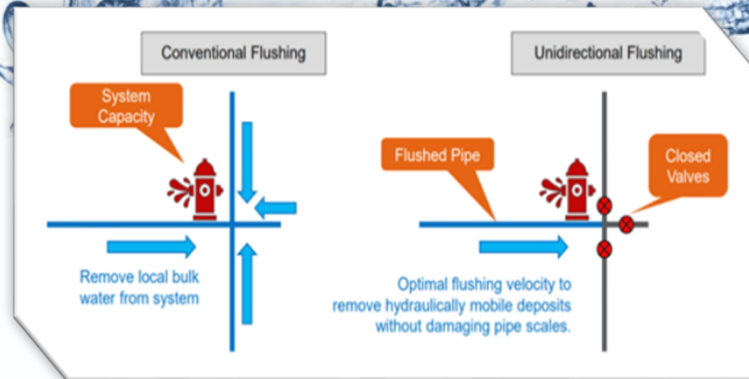 Conventional Flushing
Unidirectional Flushing
System
Capacity
Flushed Pipe
Closed
Valves
Remove local bulk
water from system
Optimal flushing velocity to
remove hydraulically mobile deposits
without damaging pipe scales.